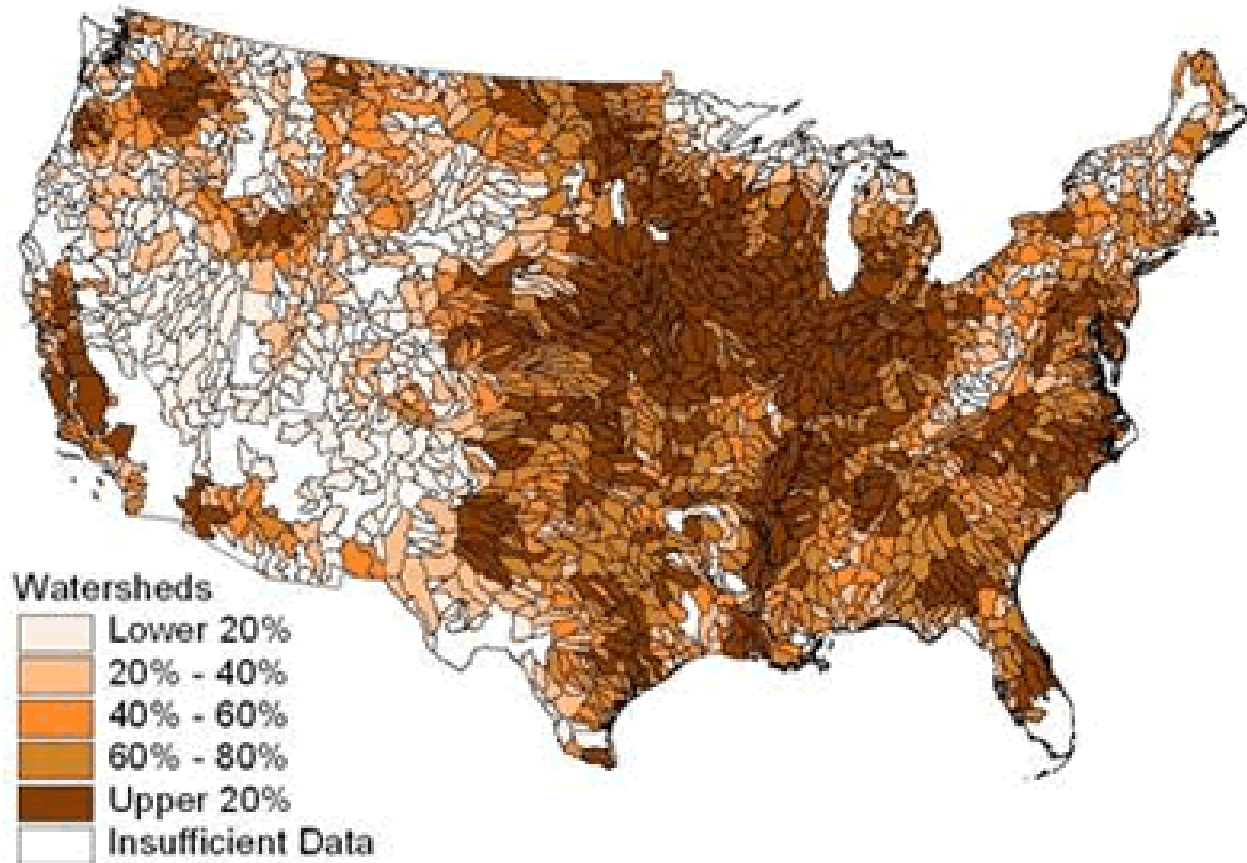 Watersheds
Lower 20%
20% - 40%
40% - 60%
60% - 80%
Upper 20%
Insufficient Data